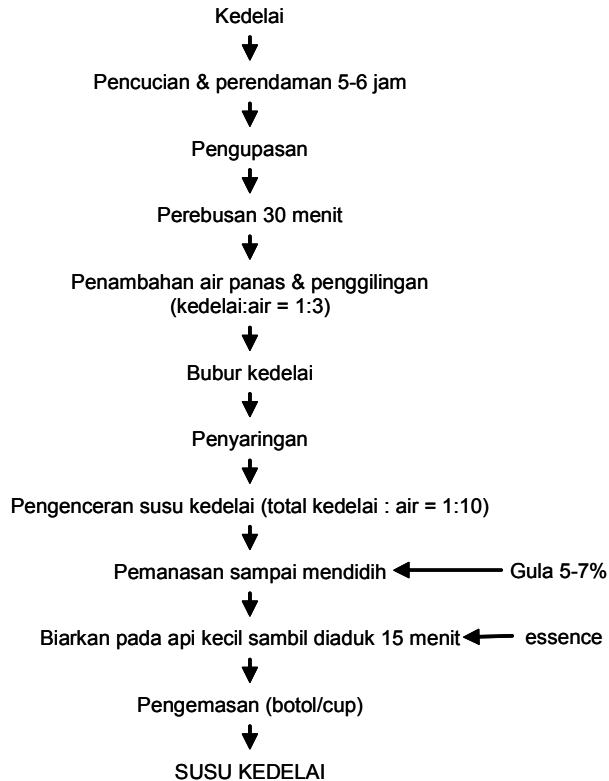 Kedelai
Pencucian & perendaman 5-6 jam
Pengupasan
Perebusan 30 menit
Penambahan air panas & penggilingan
(kedelai:air = 1:3)
Bubur kedelai
Penyaringan
Pengenceran susu kedelai (total kedelai : air = 1:10)
Pemanasan sampai mendidih Gula 5-7%
Biarkan pada api kecil sambil diaduk 15 menit essence
Pengemasan (botol/cup)
SUSU KEDELAI